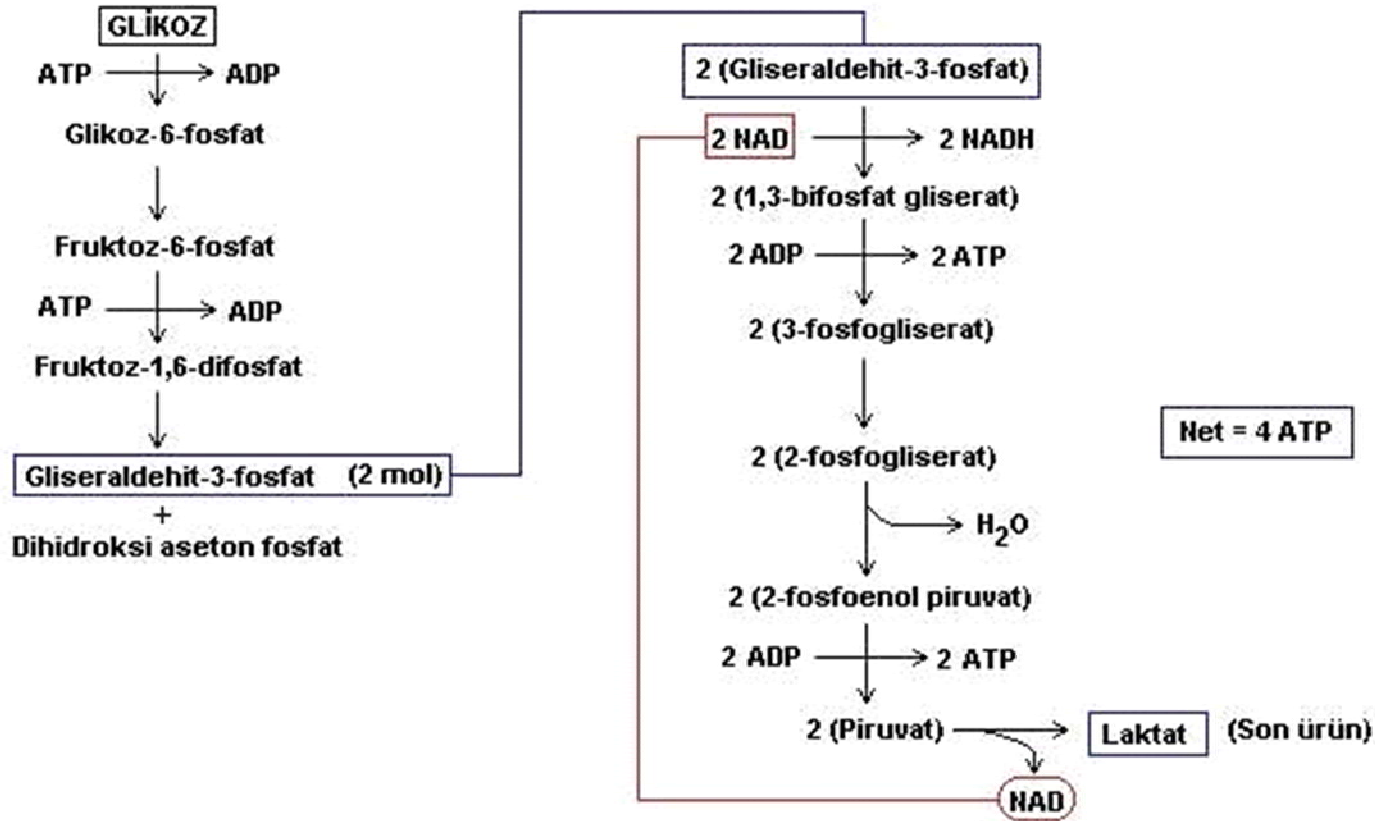 GLİKOZ
ATP ADP
Glikoz-6-fosfat
Fruktoz-6-fosfat
ATP ADP
Fruktoz-1,6-difosfat
Gliseraldehit-3-fosfat (2 mol)
+
Dihidroksi aseton fosfat
2 (Gliseraldehit-3-fosfat)
2 NAD 2 NADH
2 (1,3-bifosfat gliserat)
2 ADP 2 ATP
2 (3-fosfogliserat)
2 (2-fosfogliserat)
H₂O
2 (2-fosfoenol piruvat)
2 ADP 2 ATP
2 (Piruvat) Laktat (Son ürün)
NAD
Net = 4 ATP